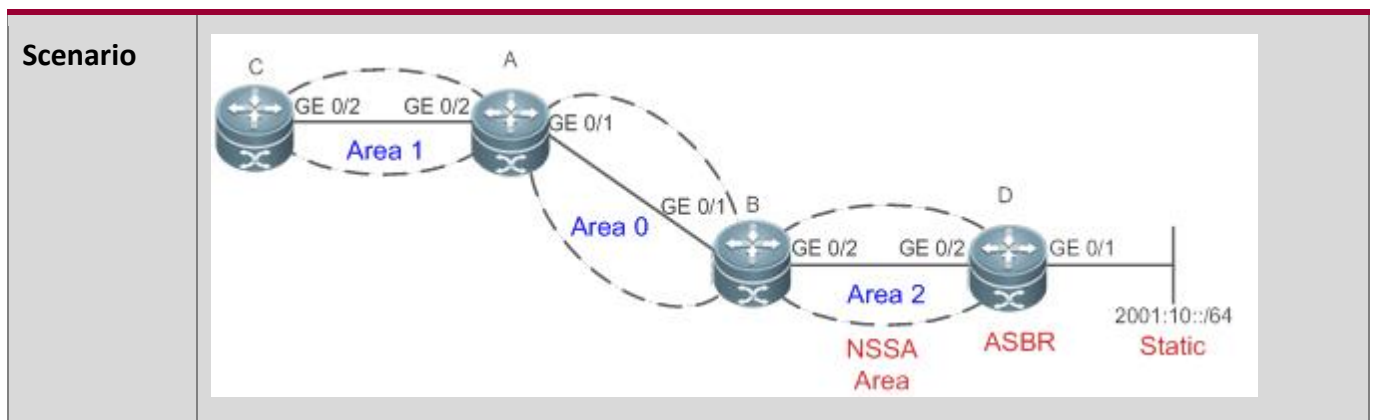 Scenario
C
A
GE 0/2
GE 0/2
GE 0/1
Area 1
GE 0/1
B
D
Area 0
GE 0/2
GE 0/2
GE 0/1
Area 2
2001:10::/64
NSSA
Area
ASBR
Static